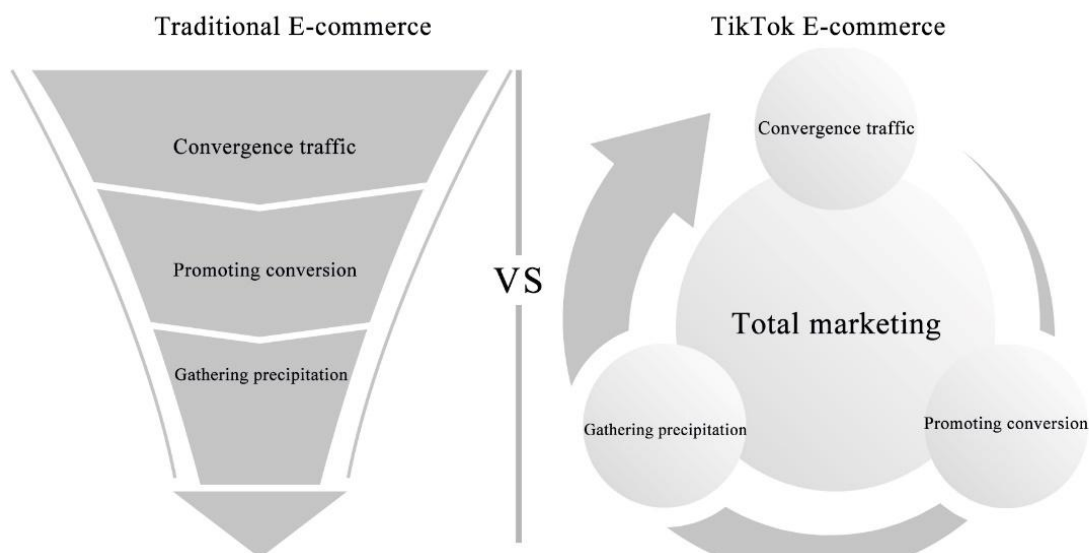 Traditional E-commerce
Convergence traffic
Promoting conversion
Gathering precipitation
VS
TikTok E-commerce
Convergence traffic
Total marketing
Gathering precipitation
Promoting conversion